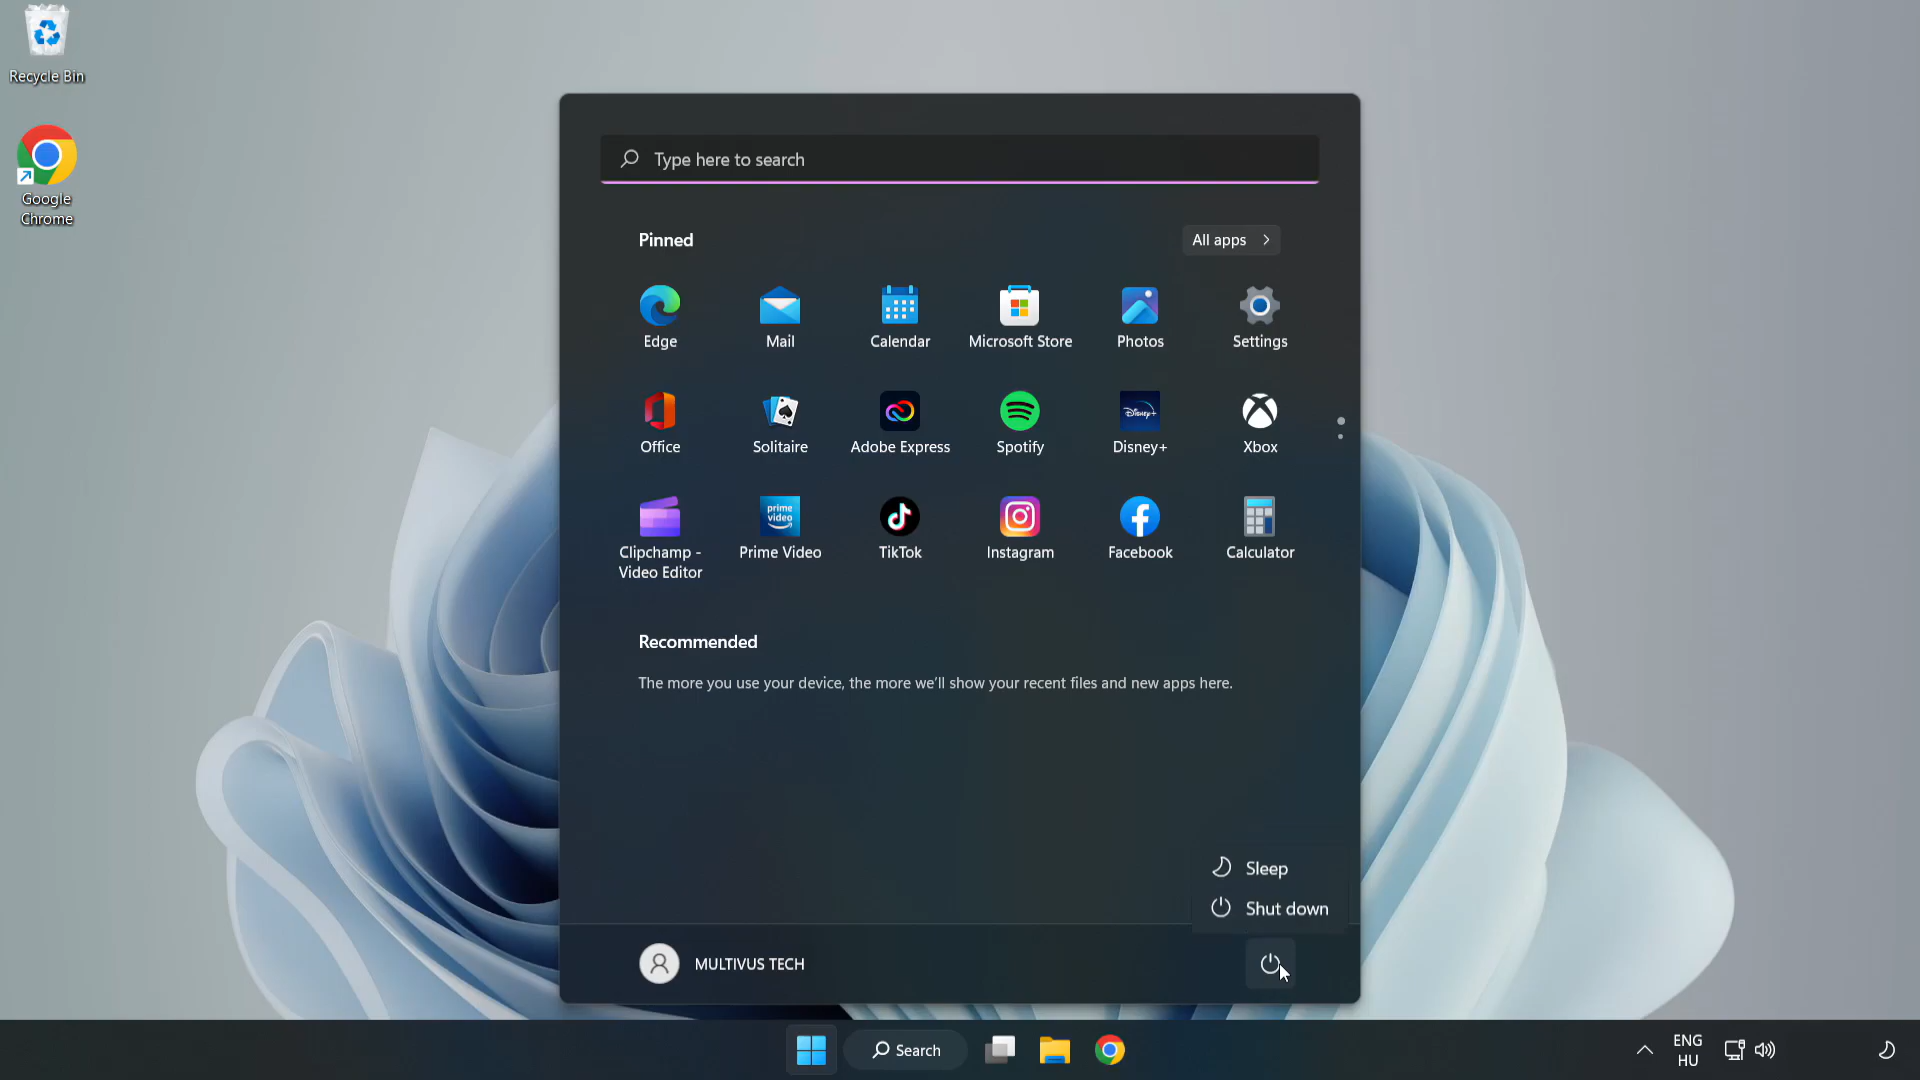 Recycle Bin
Google
Chrome
Type here to search
Pinned
All apps
Edge
Mail
Calendar
Microsoft Store
Photos
Settings
Office
Solitaire
Adobe Express
Disney+
Spotify
Disney+
Xbox
prime
video
Clipchamp -
Video Editor
Prime Video
TikTok
Instagram
Facebook
Calculator
Recommended
The more you use your device, the more we'll show your recent files and new apps here.
Sleep
Shut down
MULTIVUS TECH
Search
ENG
HU